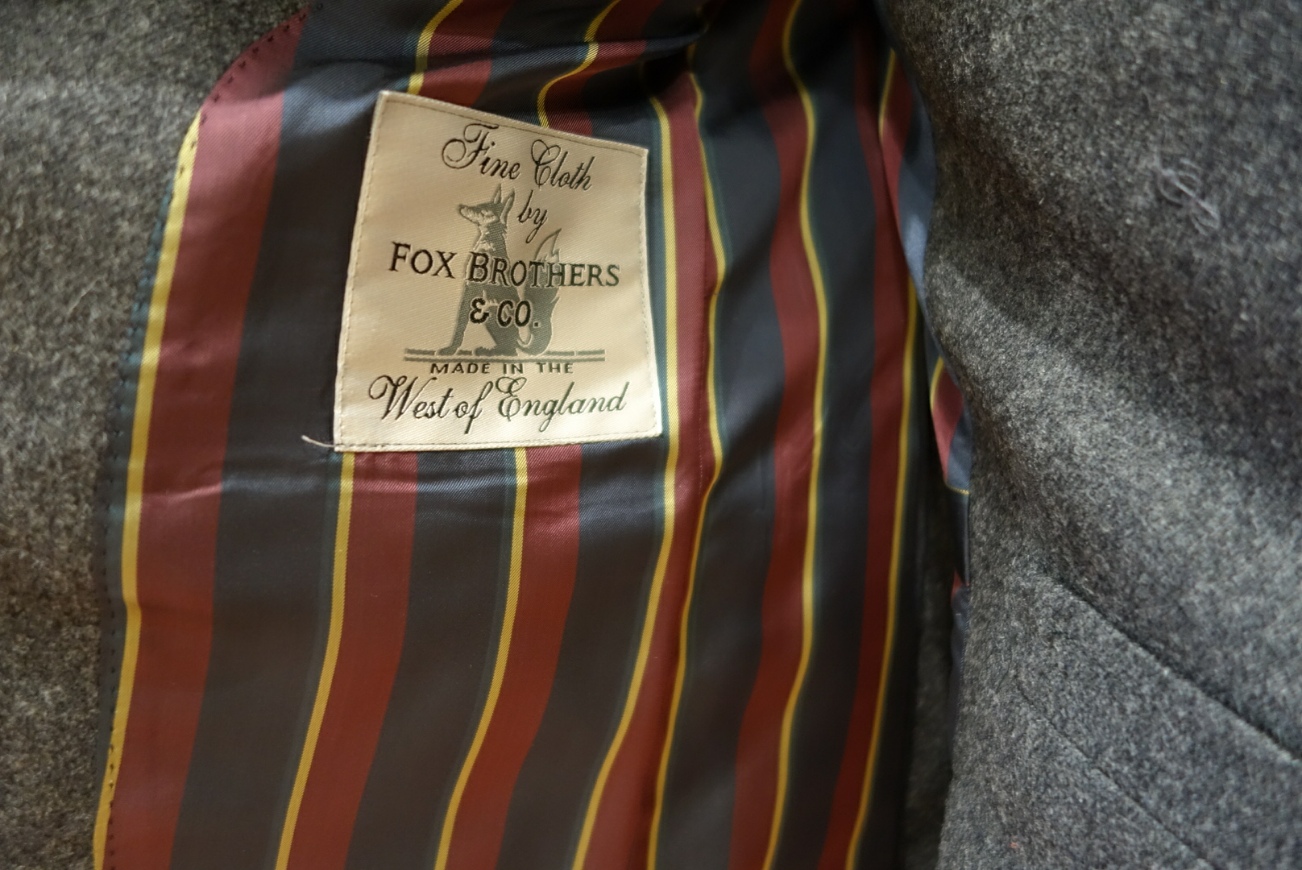 Fine Cloth
by
FOX BROTHERS
& CO.
MADE IN THE
West of England